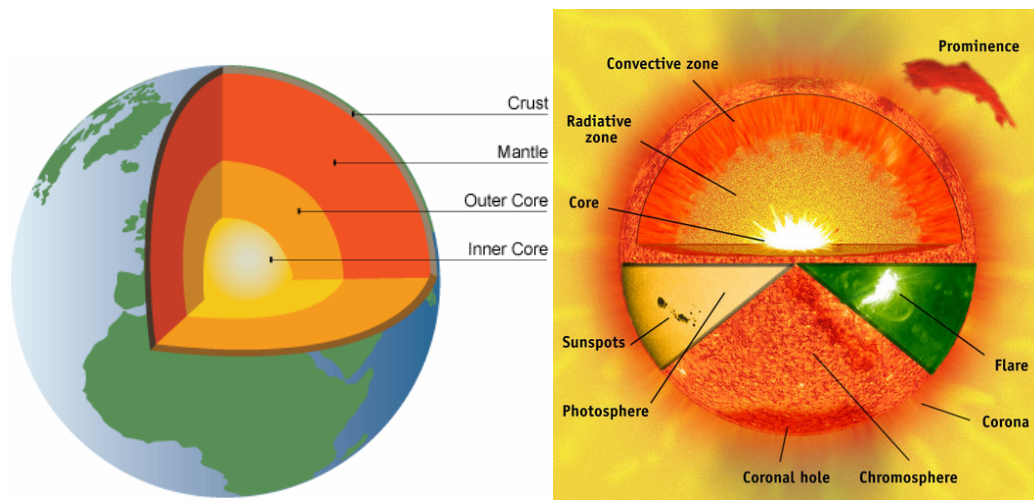 Crust
Mantle
Outer Core
Inner Core
Prominence
Convective zone
Radiative
zone
Core
Sunspots
Flare
Photosphere
Corona
Coronal hole
Chromosphere